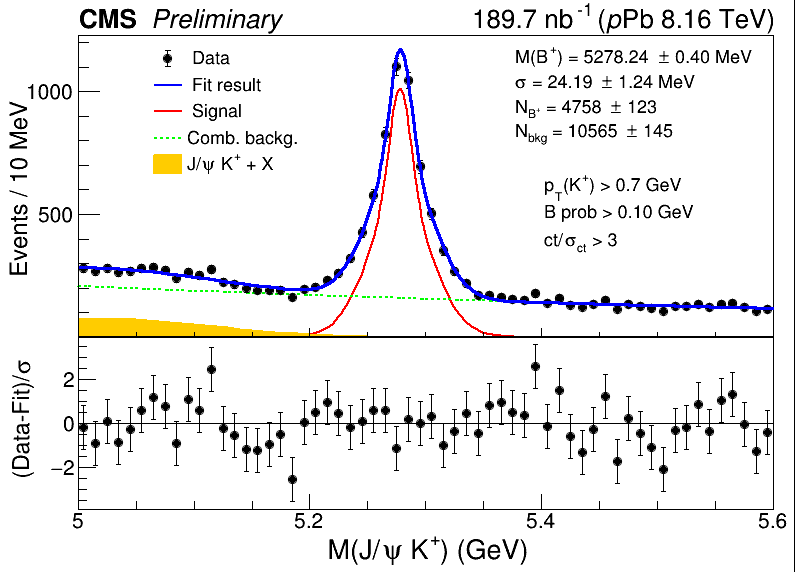 CMS Preliminary 189.7 nb⁻¹ (pPb 8.16 TeV)
Data
Fit result
Signal
Comb. backg.
J/ψ K⁺ + X
M(B⁺) = 5278.24 ± 0.40 MeV
σ = 24.19 ± 1.24 MeV
N_B⁺ = 4758 ± 123
N_bkg = 10565 ± 145
p_T(K⁺) > 0.7 GeV
B prob > 0.10 GeV
ct/σ_ct > 3
Events / 10 MeV
1000
500
(Data-Fit)/σ
2
0
−2
5 5.2 5.4 5.6
M(J/ψ K⁺) (GeV)